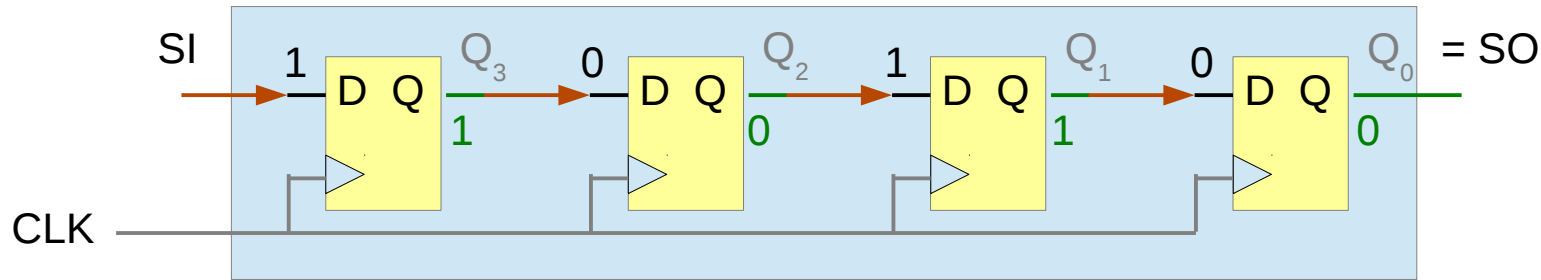 SI 1 Q3 0 Q2 1 Q1 0 Q0 = SO
D Q D Q D Q D Q
1 0 1 0
CLK